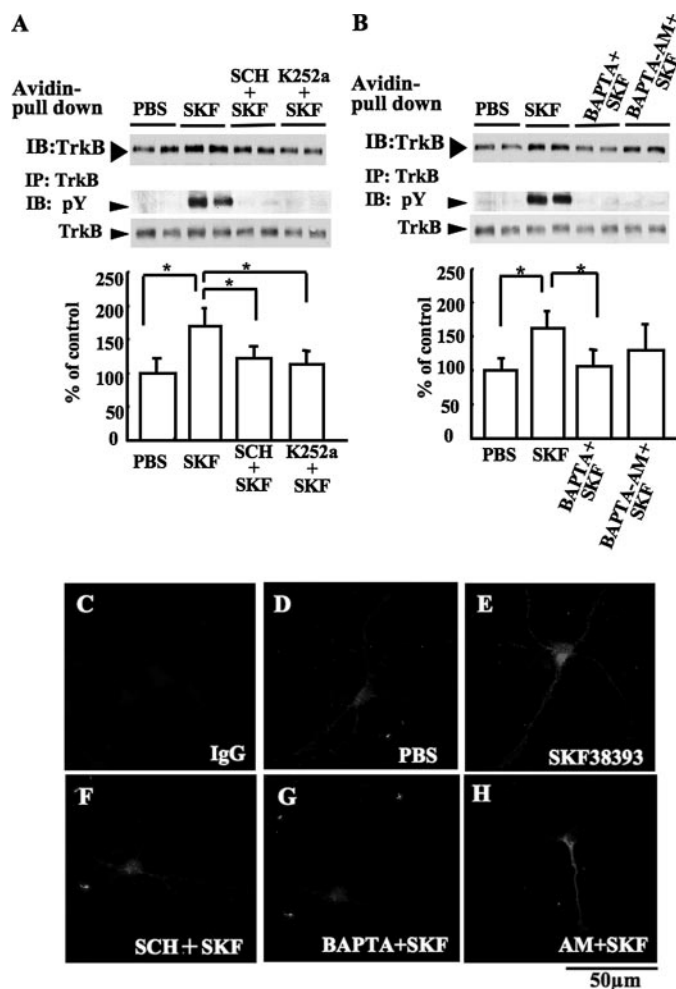 A
Avidin-
pull down
PBS
SKF
SCH
+
SKF
K252a
+
SKF
IB:TrkB
IP: TrkB
IB: pY
TrkB
250
200
150
100
50
0
% of control
*
*
*
PBS
SKF
SCH
+
SKF
K252a
+
SKF
B
Avidin-
pull down
PBS
SKF
BAPTA+
SKF
BAPTA-AM+
SKF
IB:TrkB
IP: TrkB
IB: pY
TrkB
250
200
150
100
50
0
% of control
*
*
PBS
SKF
BAPTA+
SKF
BAPTA-AM+
SKF
C
IgG
D
PBS
E
SKF38393
F
SCH+SKF
G
BAPTA+SKF
H
AM+SKF
50μm